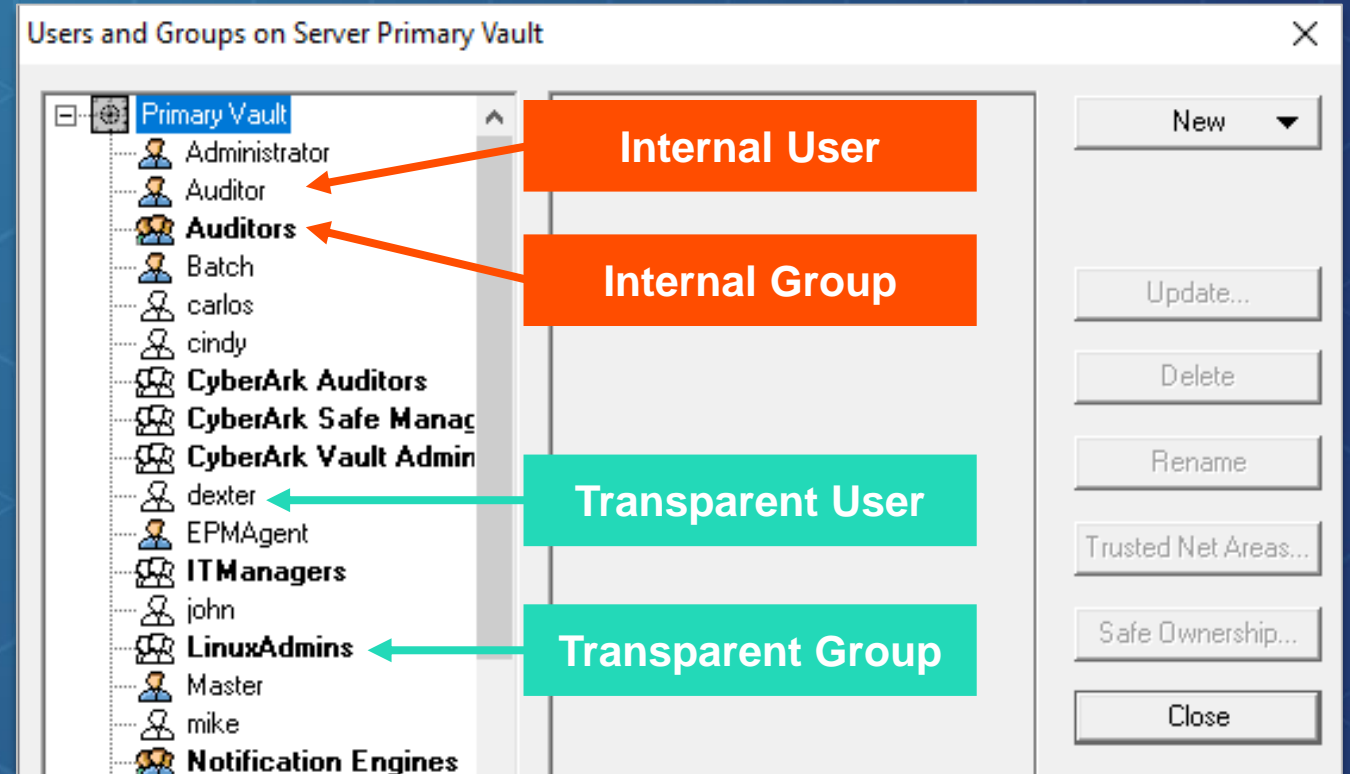 Users and Groups on Server Primary Vault
Primary Vault
Administrator
Auditor
Auditors
Batch
carlos
cindy
CyberArk Auditors
CyberArk Safe Manag
CyberArk Vault Admin
dexter
EPMAgent
ITManagers
john
LinuxAdmins
Master
mike
Notification Engines
Internal User
Internal Group
Transparent User
Transparent Group
New
Update...
Delete
Rename
Trusted Net Areas...
Safe Ownership...
Close